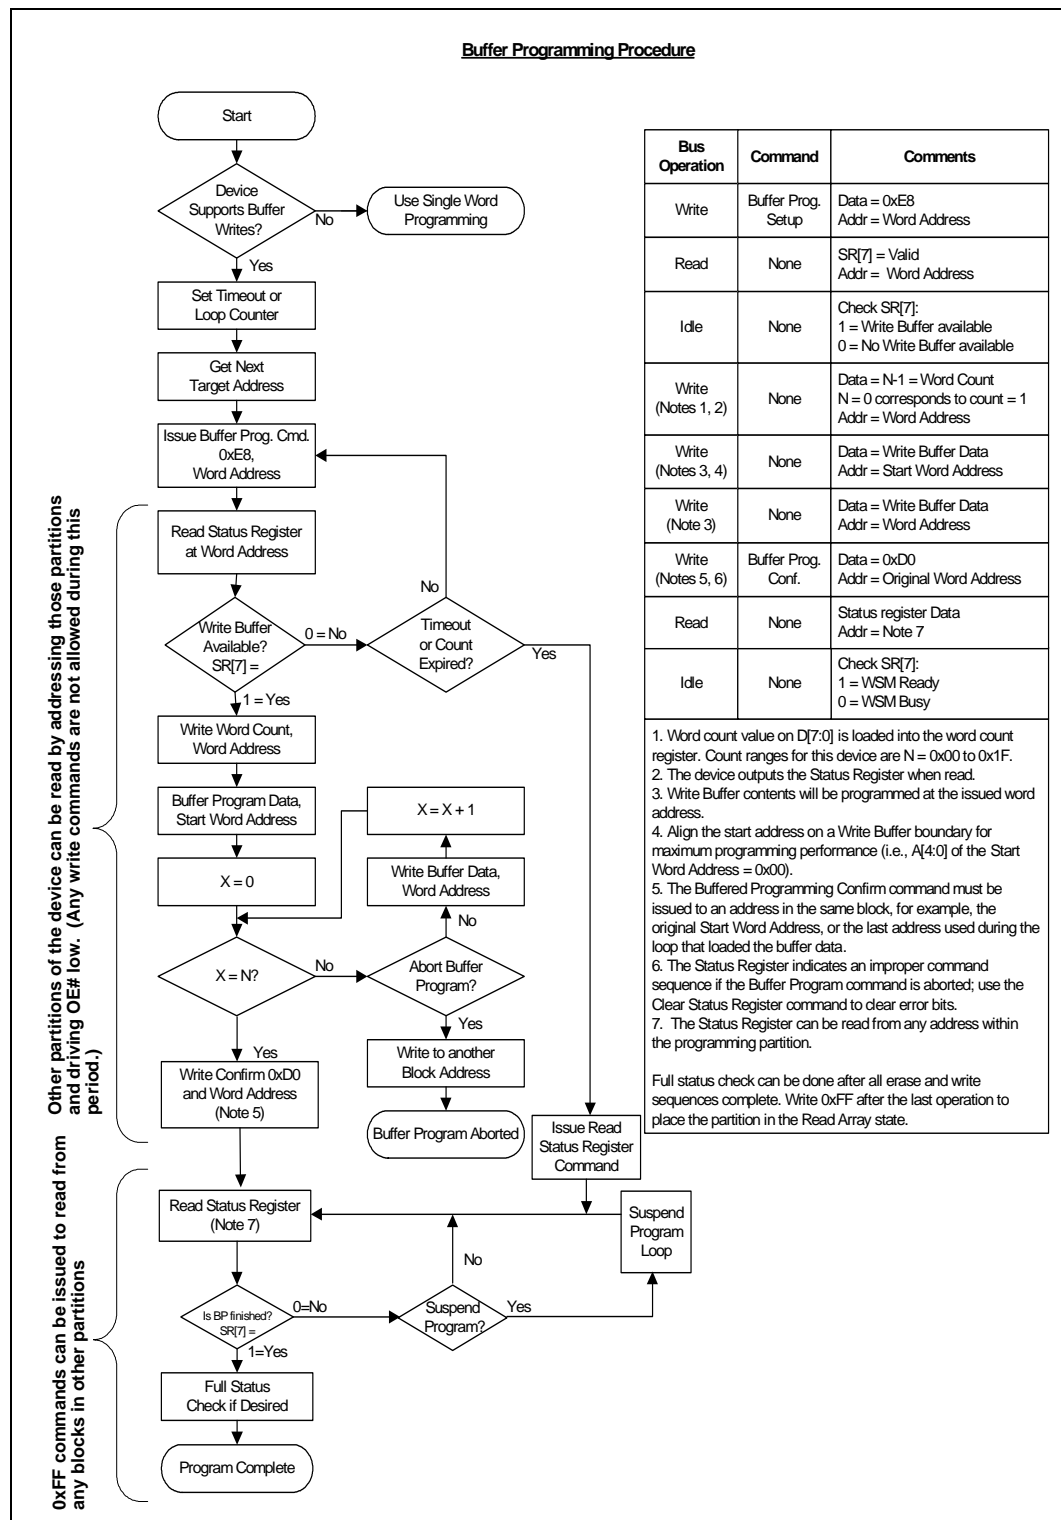 Buffer Programming Procedure
Start
Device
Supports Buffer
Writes?
No
Use Single Word
Programming
Yes
Set Timeout or
Loop Counter
Get Next
Target Address
Issue Buffer Prog. Cmd.
0xE8,
Word Address
Read Status Register
at Word Address
No
Write Buffer
Available?
SR[7] =
0 = No
Timeout
or Count
Expired?
Yes
1 = Yes
Write Word Count,
Word Address
Buffer Program Data,
Start Word Address
X = X + 1
X = 0
Write Buffer Data,
Word Address
No
X = N?
No
Abort Buffer
Program?
Yes
Yes
Write Confirm 0xD0
and Word Address
(Note 5)
Write to another
Block Address
Buffer Program Aborted
Issue Read
Status Register
Command
Read Status Register
(Note 7)
Suspend
Program
Loop
No
Is BP finished?
SR[7] =
0=No
Suspend
Program?
Yes
1=Yes
Full Status
Check if Desired
Program Complete
Other partitions of the device can be read by addressing those partitions
and driving OE# low. (Any write commands are not allowed during this
period.)
0xFF commands can be issued to read from
any blocks in other partitions
Bus Operation Command Comments
Write Buffer Prog. Setup Data = 0xE8
Addr = Word Address
Read None SR[7] = Valid
Addr = Word Address
Idle None Check SR[7]:
1 = Write Buffer available
0 = No Write Buffer available
Write (Notes 1, 2) None Data = N-1 = Word Count
N = 0 corresponds to count = 1
Addr = Word Address
Write (Notes 3, 4) None Data = Write Buffer Data
Addr = Start Word Address
Write (Note 3) None Data = Write Buffer Data
Addr = Word Address
Write (Notes 5, 6) Buffer Prog. Conf. Data = 0xD0
Addr = Original Word Address
Read None Status register Data
Addr = Note 7
Idle None Check SR[7]:
1 = WSM Ready
0 = WSM Busy
1. Word count value on D[7:0] is loaded into the word count
register. Count ranges for this device are N = 0x00 to 0x1F.
2. The device outputs the Status Register when read.
3. Write Buffer contents will be programmed at the issued word
address.
4. Align the start address on a Write Buffer boundary for
maximum programming performance (i.e., A[4:0] of the Start
Word Address = 0x00).
5. The Buffered Programming Confirm command must be
issued to an address in the same block, for example, the
original Start Word Address, or the last address used during the
loop that loaded the buffer data.
6. The Status Register indicates an improper command
sequence if the Buffer Program command is aborted; use the
Clear Status Register command to clear error bits.
7. The Status Register can be read from any address within
the programming partition.
Full status check can be done after all erase and write
sequences complete. Write 0xFF after the last operation to
place the partition in the Read Array state.